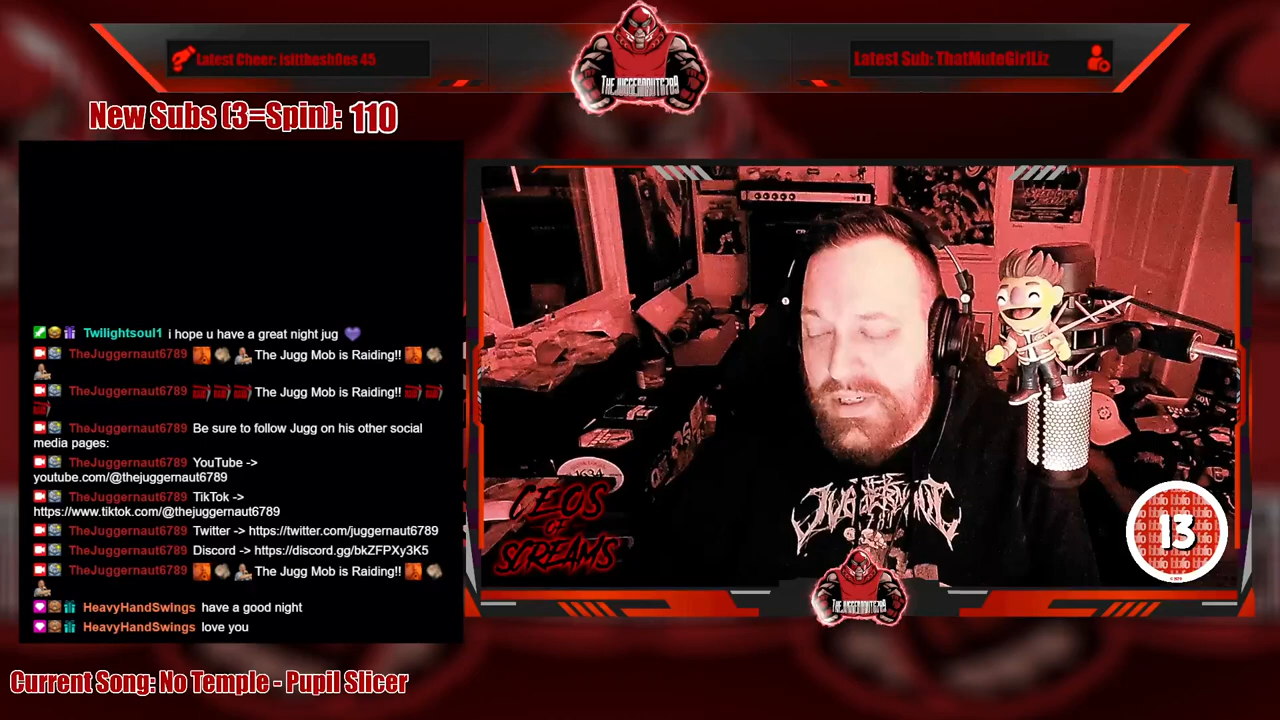 Latest Cheer: isitthesh0es 45
THEJUGGERNAUT6789
Latest Sub: ThatMuteGirlLiz
New Subs (3=Spin): 110
Twilightsoul1 i hope u have a great night jug
TheJuggernaut6789 The Jugg Mob is Raiding!!
TheJuggernaut6789 The Jugg Mob is Raiding!!
TheJuggernaut6789 Be sure to follow Jugg on his other social
media pages:
TheJuggernaut6789 YouTube ->
youtube.com/@thejuggernaut6789
TheJuggernaut6789 TikTok ->
https://www.tiktok.com/@thejuggernaut6789
TheJuggernaut6789 Twitter -> https://twitter.com/juggernaut6789
TheJuggernaut6789 Discord -> https://discord.gg/bkZFPXy3K5
TheJuggernaut6789 The Jugg Mob is Raiding!!
HeavyHandSwings have a good night
HeavyHandSwings love you
CEOS
OF
SCREAMS
13
THEJUGGERNAUT6789
Current Song: No Temple - Pupil Slicer